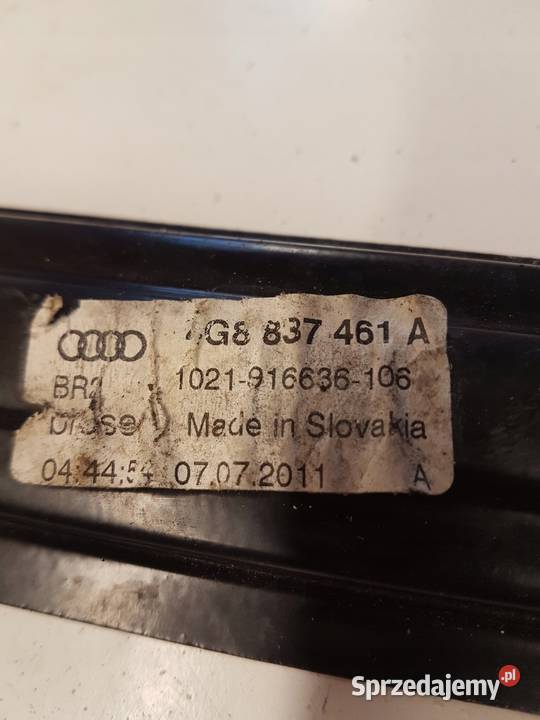 4G8 837 461 A
BR2 1021-916636-106
brose Made in Slovakia
04:44:54 07.07.2011 A
Sprzedajemy.pl